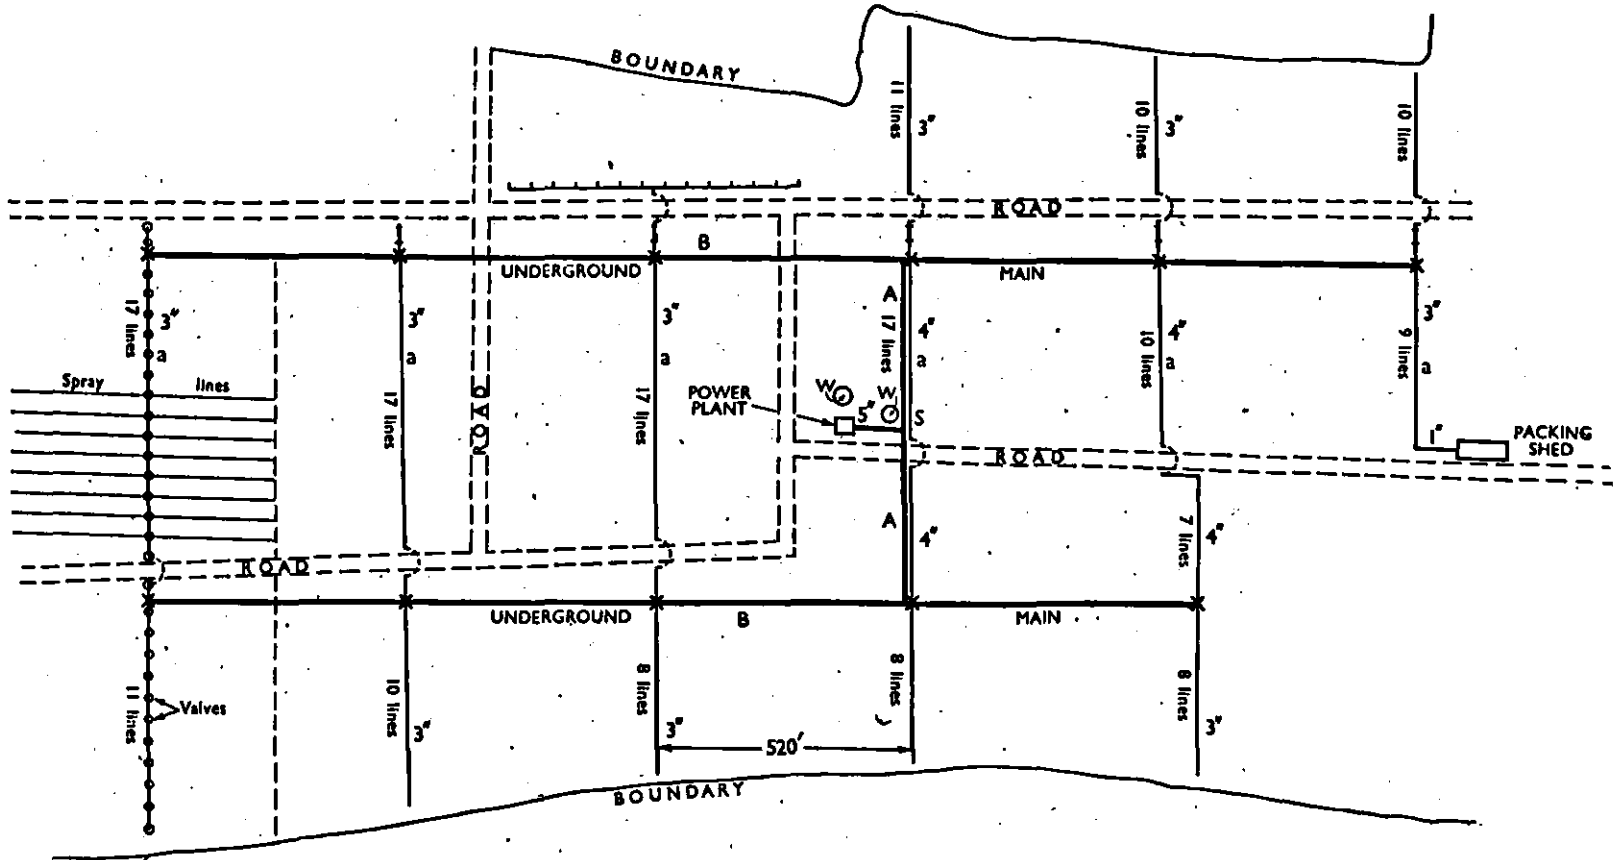 BOUNDARY
11 lines
3"
10 lines
3"
10 lines
ROAD
B
UNDERGROUND
MAIN
17 lines
3"
a
3"
a
17 lines
ROAD
3"
a
17 lines
A
17 lines
4"
a
4"
10 lines
a
3"
9 lines
a
Spray lines
POWER
PLANT
W
W
5"
S
1"
PACKING
SHED
ROAD
ROAD
A
4"
7 lines
4"
UNDERGROUND
B
MAIN
11 lines
Valves
10 lines
3"
8 lines
3"
8 lines
8 lines
3"
520'
BOUNDARY